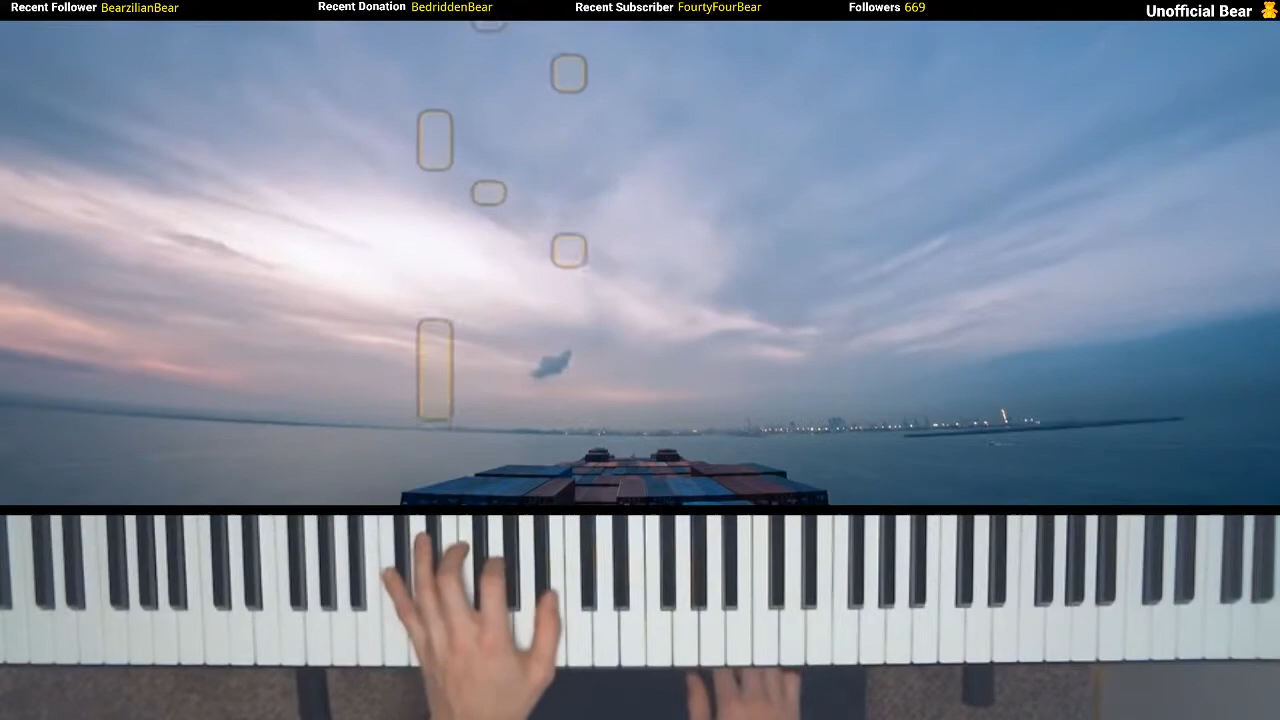 Recent Follower BearzilianBear
Recent Donation BedriddenBear
Recent Subscriber FourtyFourBear
Followers 669
Unofficial Bear